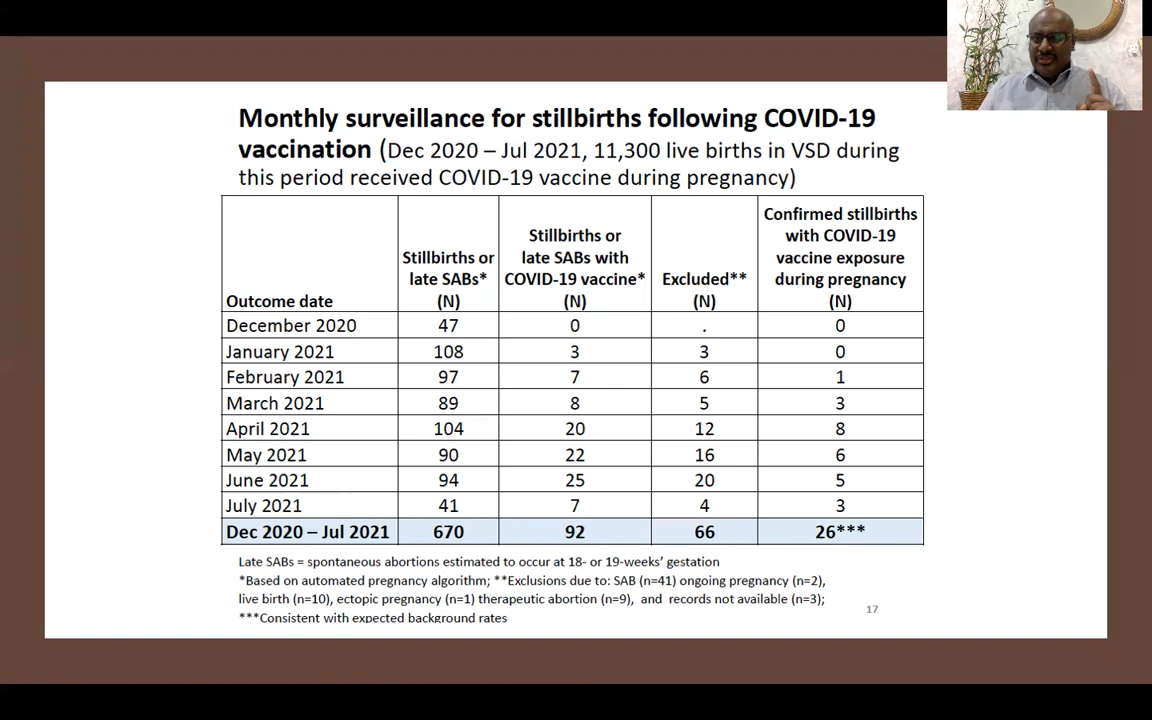 Monthly surveillance for stillbirths following COVID-19
vaccination (Dec 2020 – Jul 2021, 11,300 live births in VSD during
this period received COVID-19 vaccine during pregnancy)
Outcome date
Stillbirths or
late SABs*
(N)
Stillbirths or
late SABs with
COVID-19 vaccine*
(N)
Excluded**
(N)
Confirmed stillbirths
with COVID-19
vaccine exposure
during pregnancy
(N)
December 2020 47 0 . 0
January 2021 108 3 3 0
February 2021 97 7 6 1
March 2021 89 8 5 3
April 2021 104 20 12 8
May 2021 90 22 16 6
June 2021 94 25 20 5
July 2021 41 7 4 3
Dec 2020 – Jul 2021 670 92 66 26***
Late SABs = spontaneous abortions estimated to occur at 18- or 19-weeks’ gestation
*Based on automated pregnancy algorithm; **Exclusions due to: SAB (n=41) ongoing pregnancy (n=2),
live birth (n=10), ectopic pregnancy (n=1) therapeutic abortion (n=9), and records not available (n=3);
***Consistent with expected background rates
17